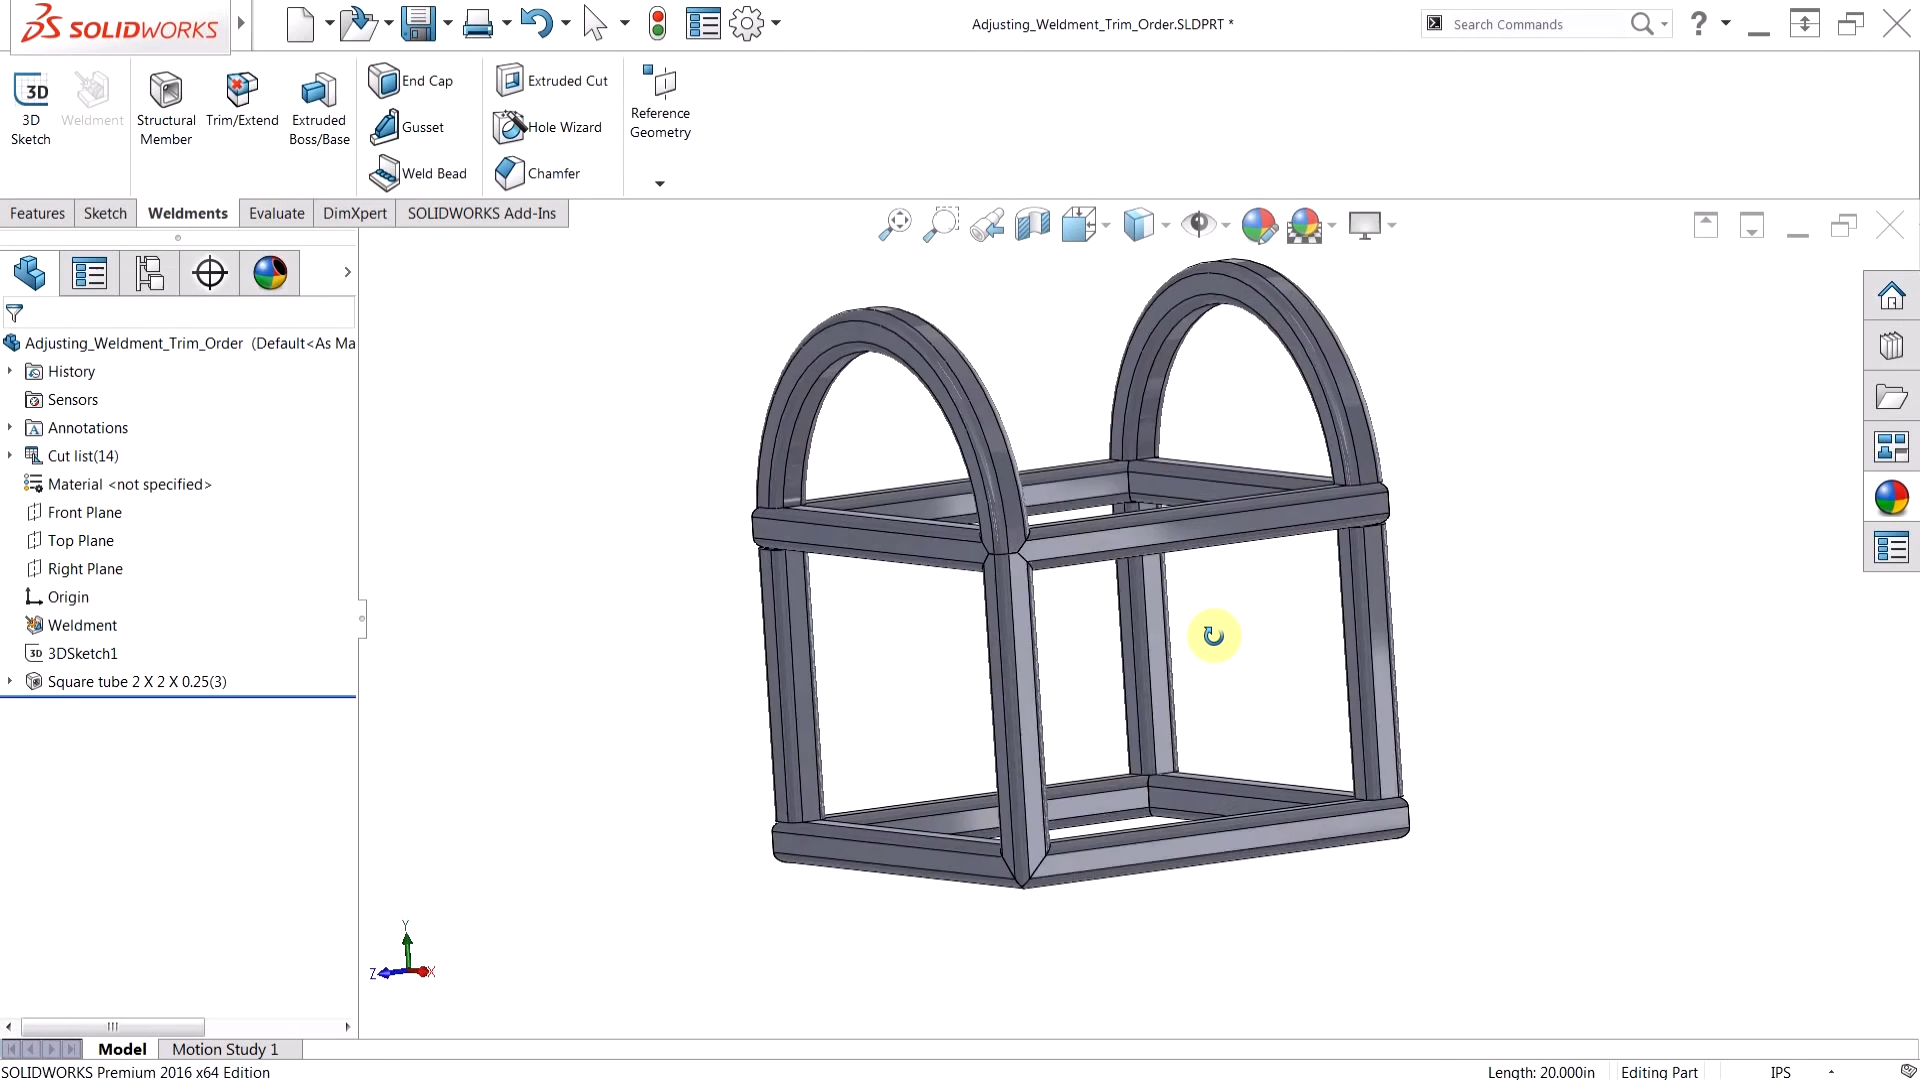 SOLIDWORKS
Adjusting_Weldment_Trim_Order.SLDPRT *
Search Commands
?
3D
3D
Sketch
Weldment
Structural
Member
Trim/Extend
Extruded
Boss/Base
End Cap
Gusset
Weld Bead
Extruded Cut
Hole Wizard
Chamfer
Reference
Geometry
Features
Sketch
Weldments
Evaluate
DimXpert
SOLIDWORKS Add-Ins
Adjusting_Weldment_Trim_Order (Default<As Ma
History
Sensors
A
Annotations
Cut list(14)
Material <not specified>
Front Plane
Top Plane
Right Plane
Origin
Weldment
3D
3DSketch1
Square tube 2 X 2 X 0.25(3)
Y
Z
X
Model
Motion Study 1
SOLIDWORKS Premium 2016 x64 Edition
Length: 20.000in
Editing Part
IPS